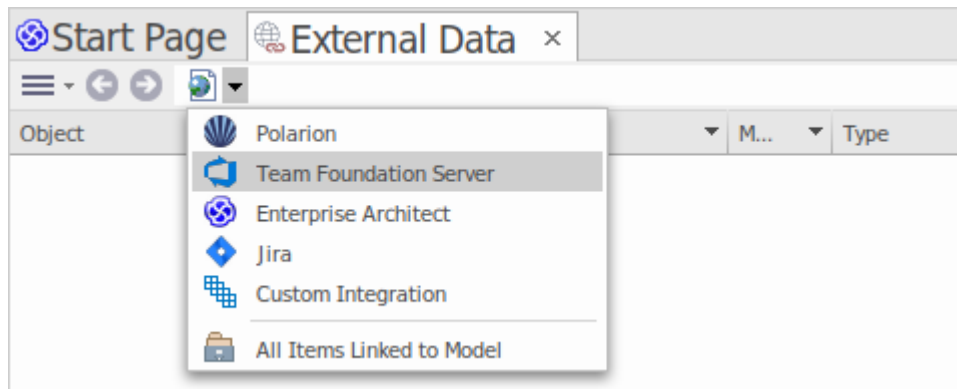 Start Page External Data ×
Object M... Type
Polarion
Team Foundation Server
Enterprise Architect
Jira
Custom Integration
All Items Linked to Model